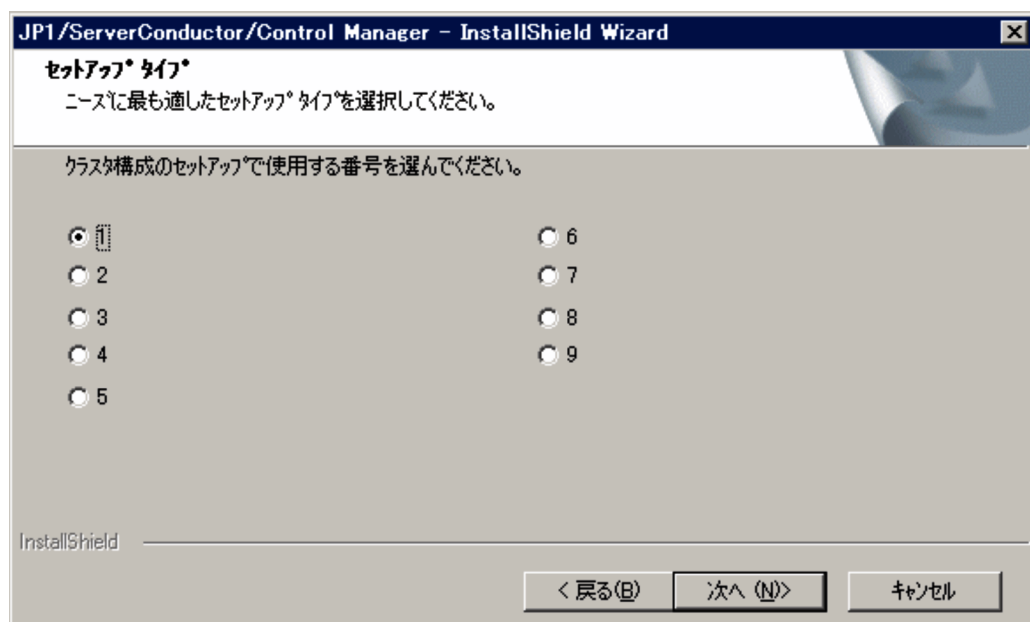 JP1/ServerConductor/Control Manager - InstallShield Wizard
セットアップ タイプ
ニーズに最も適したセットアップ タイプを選択してください。
クラスタ構成のセットアップで使用する番号を選んでください。
1
6
2
7
3
8
4
9
5
InstallShield
< 戻る(B)
次へ (N)>
キャンセル